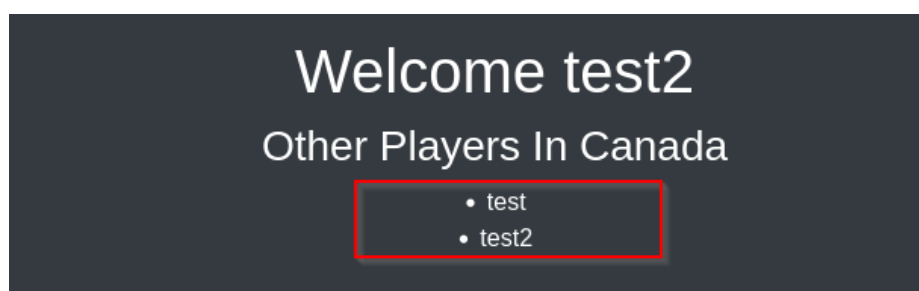 Welcome test2
Other Players In Canada
• test
• test2